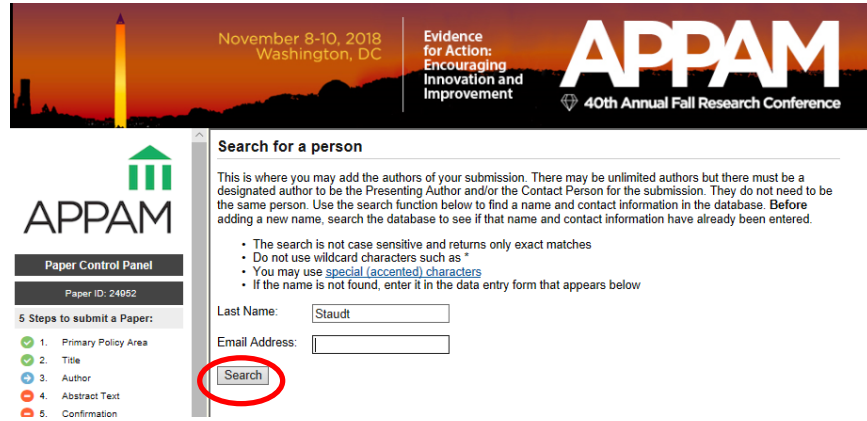 November 8-10, 2018
Washington, DC
Evidence
for Action:
Encouraging
Innovation and
Improvement
APPAM
40th Annual Fall Research Conference
APPAM
Paper Control Panel
Paper ID: 24952
5 Steps to submit a Paper:
1. Primary Policy Area
2. Title
3. Author
4. Abstract Text
5. Confirmation
Search for a person
This is where you may add the authors of your submission. There may be unlimited authors but there must be a
designated author to be the Presenting Author and/or the Contact Person for the submission. They do not need to be
the same person. Use the search function below to find a name and contact information in the database. Before
adding a new name, search the database to see if that name and contact information have already been entered.
• The search is not case sensitive and returns only exact matches
• Do not use wildcard characters such as *
• You may use special (accented) characters
• If the name is not found, enter it in the data entry form that appears below
Last Name: Staudt
Email Address:
Search